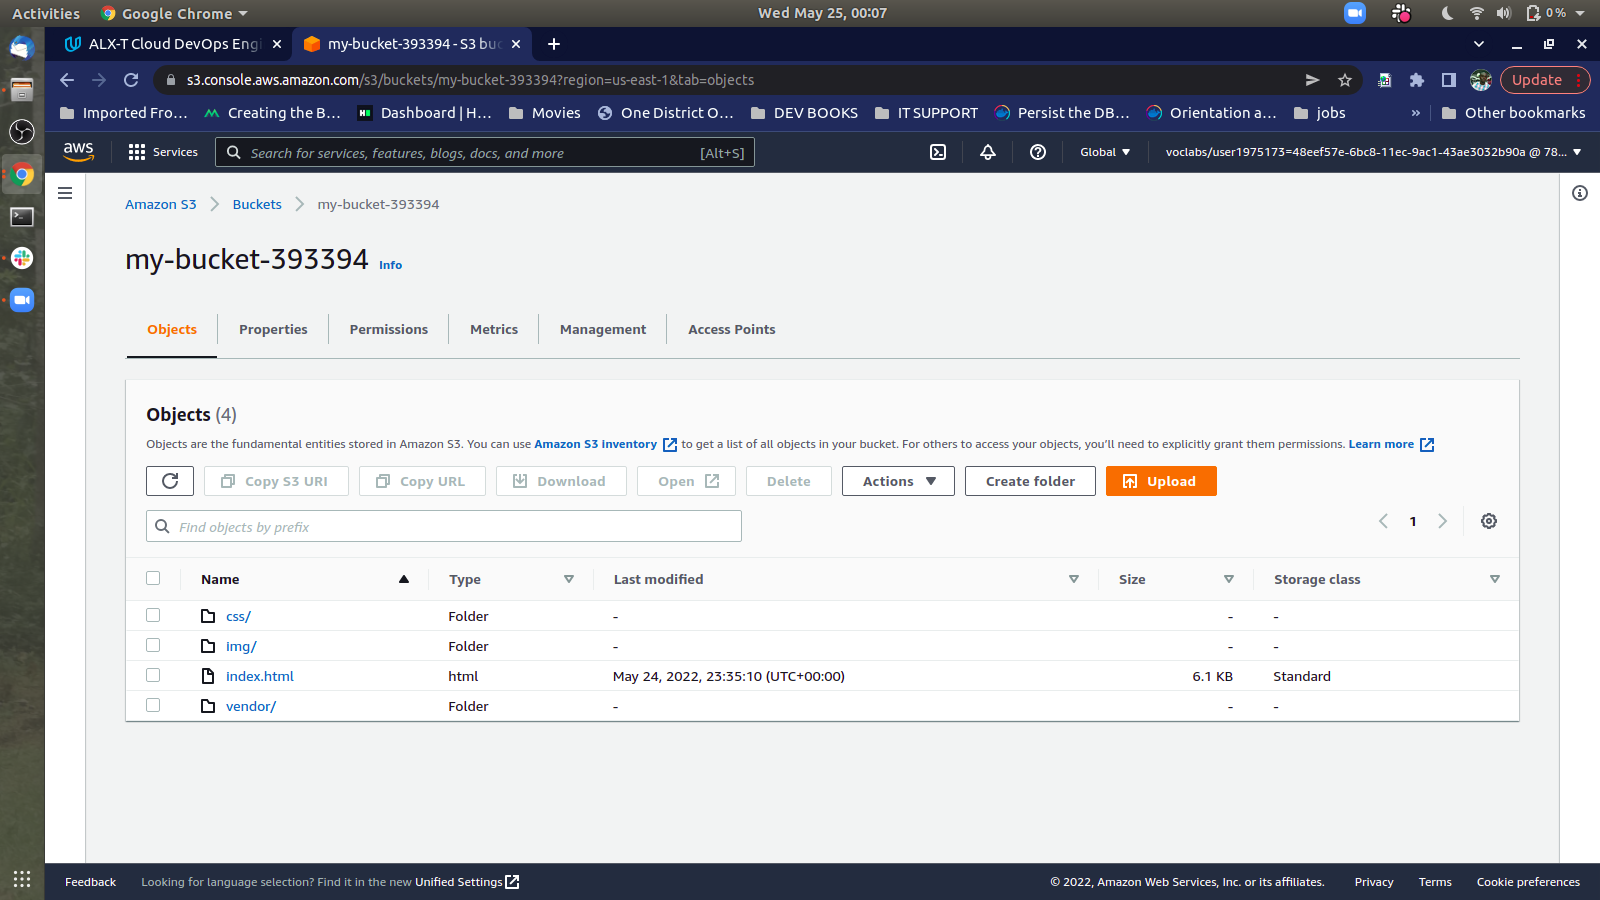 Activities Google Chrome Wed May 25, 00:07 0 %
ALX-T Cloud DevOps Engi my-bucket-393394 - S3 buc
s3.console.aws.amazon.com/s3/buckets/my-bucket-393394?region=us-east-1&tab=objects Update
Imported Fro... Creating the B... Dashboard | H... Movies One District O... DEV BOOKS IT SUPPORT Persist the DB... Orientation a... jobs » Other bookmarks
aws Services Search for services, features, blogs, docs, and more [Alt+S] Global voclabs/user1975173=48eef57e-6bc8-11ec-9ac1-43ae3032b90a @ 78...
Amazon S3 Buckets my-bucket-393394
my-bucket-393394 Info
Objects Properties Permissions Metrics Management Access Points
Objects (4)
Objects are the fundamental entities stored in Amazon S3. You can use Amazon S3 inventory to get a list of all objects in your bucket. For others to access your objects, you'll need to explicitly grant them permissions. Learn more
Copy S3 URI Copy URL Download Open Delete Actions Create folder Upload
Find objects by prefix 1
Name Type Last modified Size Storage class
css/ Folder - - -
img/ Folder - - -
index.html html May 24, 2022, 23:35:10 (UTC+00:00) 6.1 KB Standard
vendor/ Folder - - -
Feedback Looking for language selection? Find it in the new Unified Settings © 2022, Amazon Web Services, Inc. or its affiliates. Privacy Terms Cookie preferences